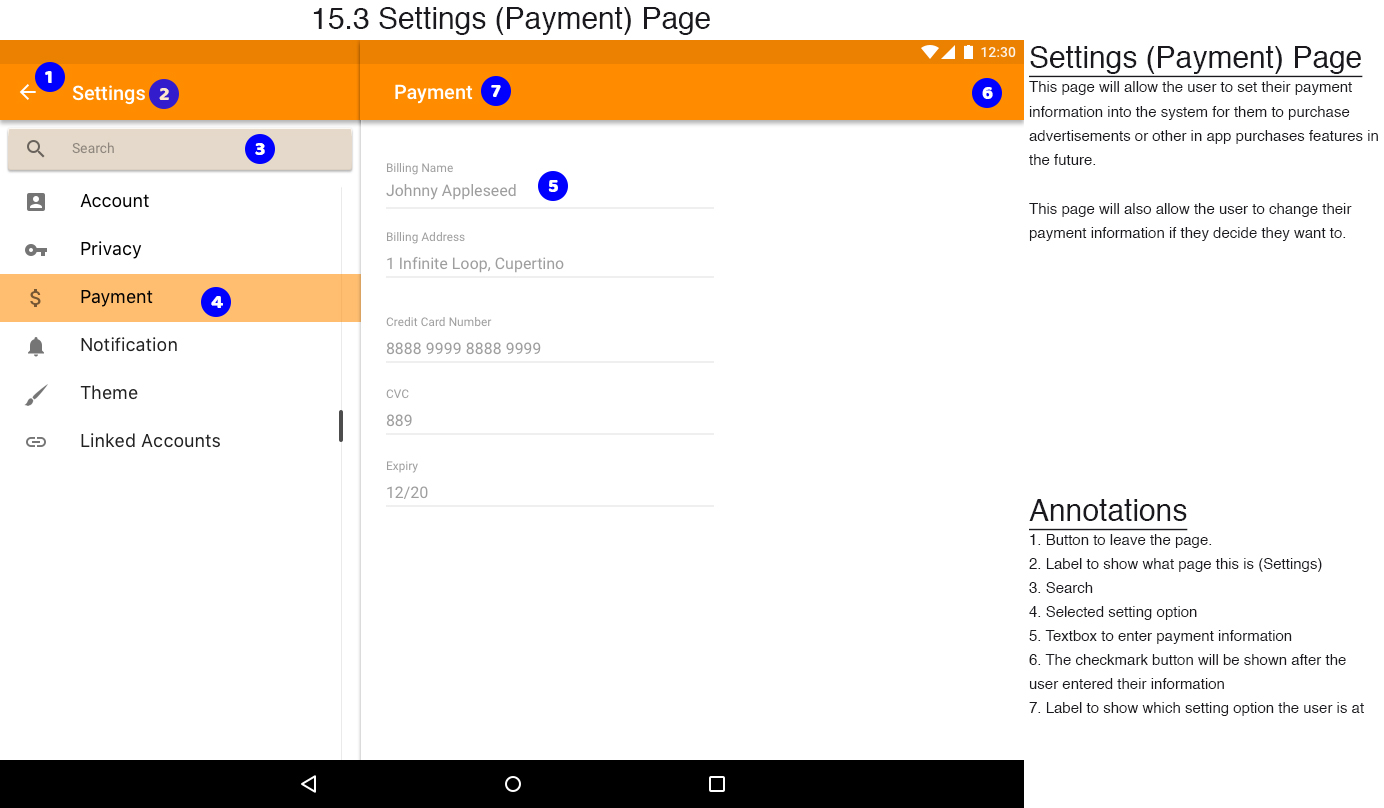 15.3 Settings (Payment) Page
12:30
1
Settings 2
Payment 7
6
Search 3
Account
Privacy
Payment 4
Notification
Theme
Linked Accounts
Billing Name
Johnny Appleseed 5
Billing Address
1 Infinite Loop, Cupertino
Credit Card Number
8888 9999 8888 9999
CVC
889
Expiry
12/20
Settings (Payment) Page
This page will allow the user to set their payment
information into the system for them to purchase
advertisements or other in app purchases features in
the future.
This page will also allow the user to change their
payment information if they decide they want to.
Annotations
1. Button to leave the page.
2. Label to show what page this is (Settings)
3. Search
4. Selected setting option
5. Textbox to enter payment information
6. The checkmark button will be shown after the
user entered their information
7. Label to show which setting option the user is at